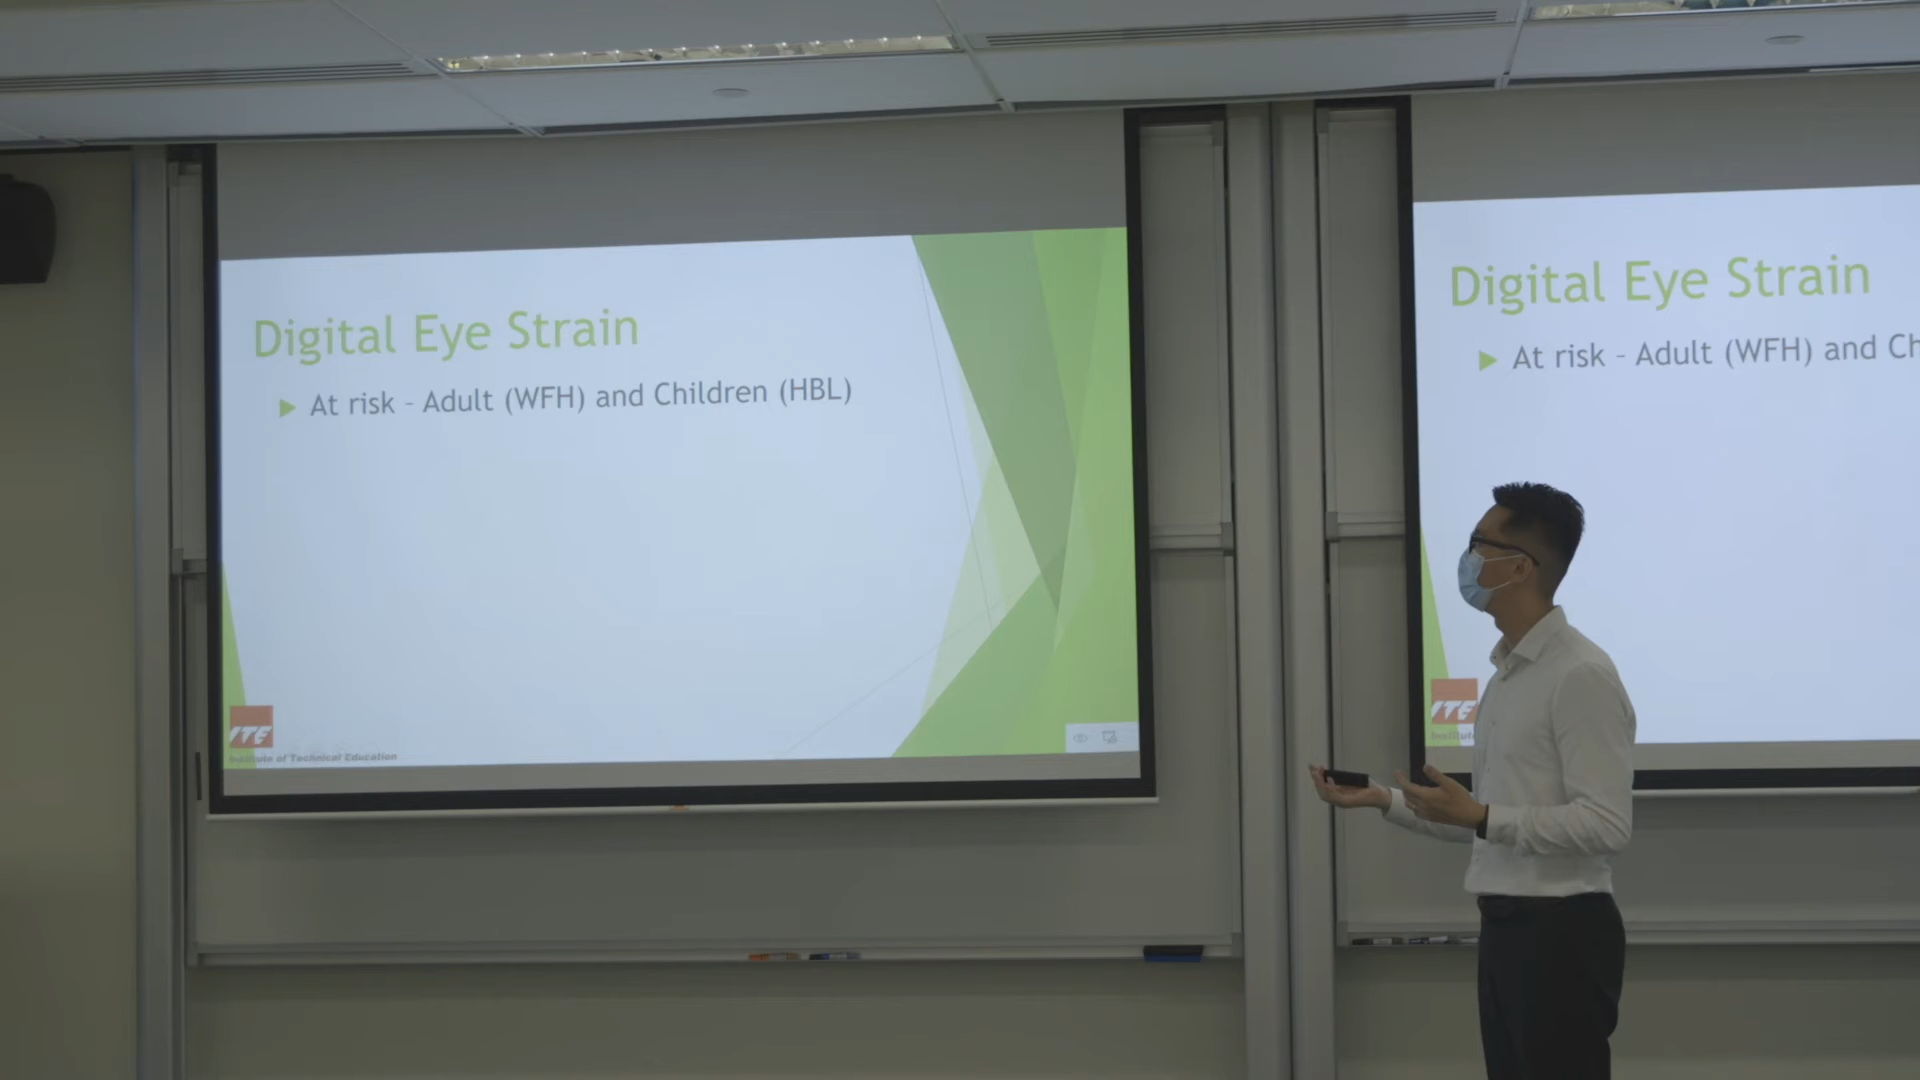 Digital Eye Strain
At risk – Adult (WFH) and Children (HBL)
ITE
Institute of Technical Education
Digital Eye Strain
At risk – Adult (WFH) and Ch
ITE
Institut